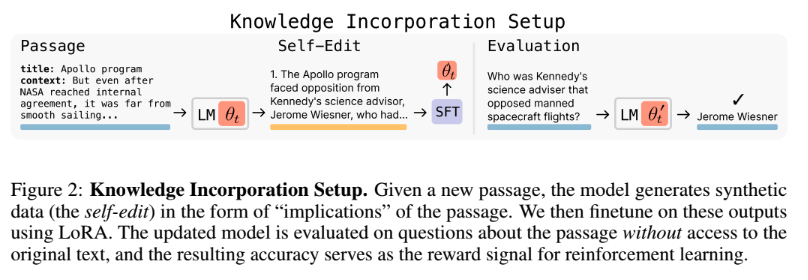 Knowledge Incorporation Setup
Passage
title: Apollo program
context: But even after
NASA reached internal
agreement, it was far from
smooth sailing...
LM θt
Self-Edit
1. The Apollo program
faced opposition from
Kennedy's science advisor,
Jerome Wiesner, who had...
θt
SFT
Evaluation
Who was Kennedy's
science adviser that
opposed manned
spacecraft flights?
LM θ't
✓
Jerome Wiesner
Figure 2: Knowledge Incorporation Setup. Given a new passage, the model generates synthetic
data (the self-edit) in the form of “implications” of the passage. We then finetune on these outputs
using LoRA. The updated model is evaluated on questions about the passage without access to the
original text, and the resulting accuracy serves as the reward signal for reinforcement learning.